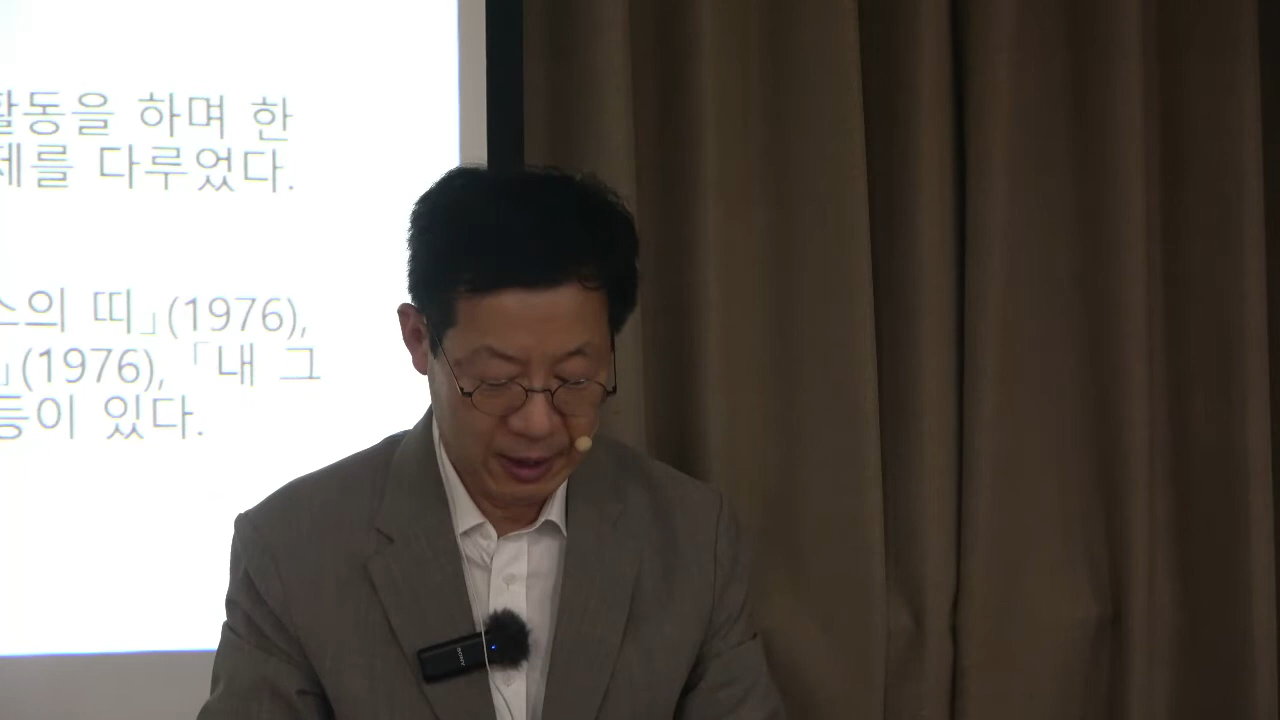 활동을 하며 한
제를 다루었다.
스의 띠」(1976),
」(1976), 「내 그
등이 있다.
SONY